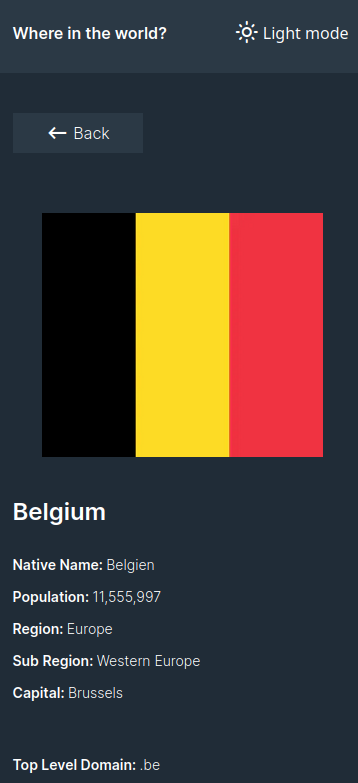 Where in the world?
Light mode
Back
Belgium
Native Name: Belgien
Population: 11,555,997
Region: Europe
Sub Region: Western Europe
Capital: Brussels
Top Level Domain: .be